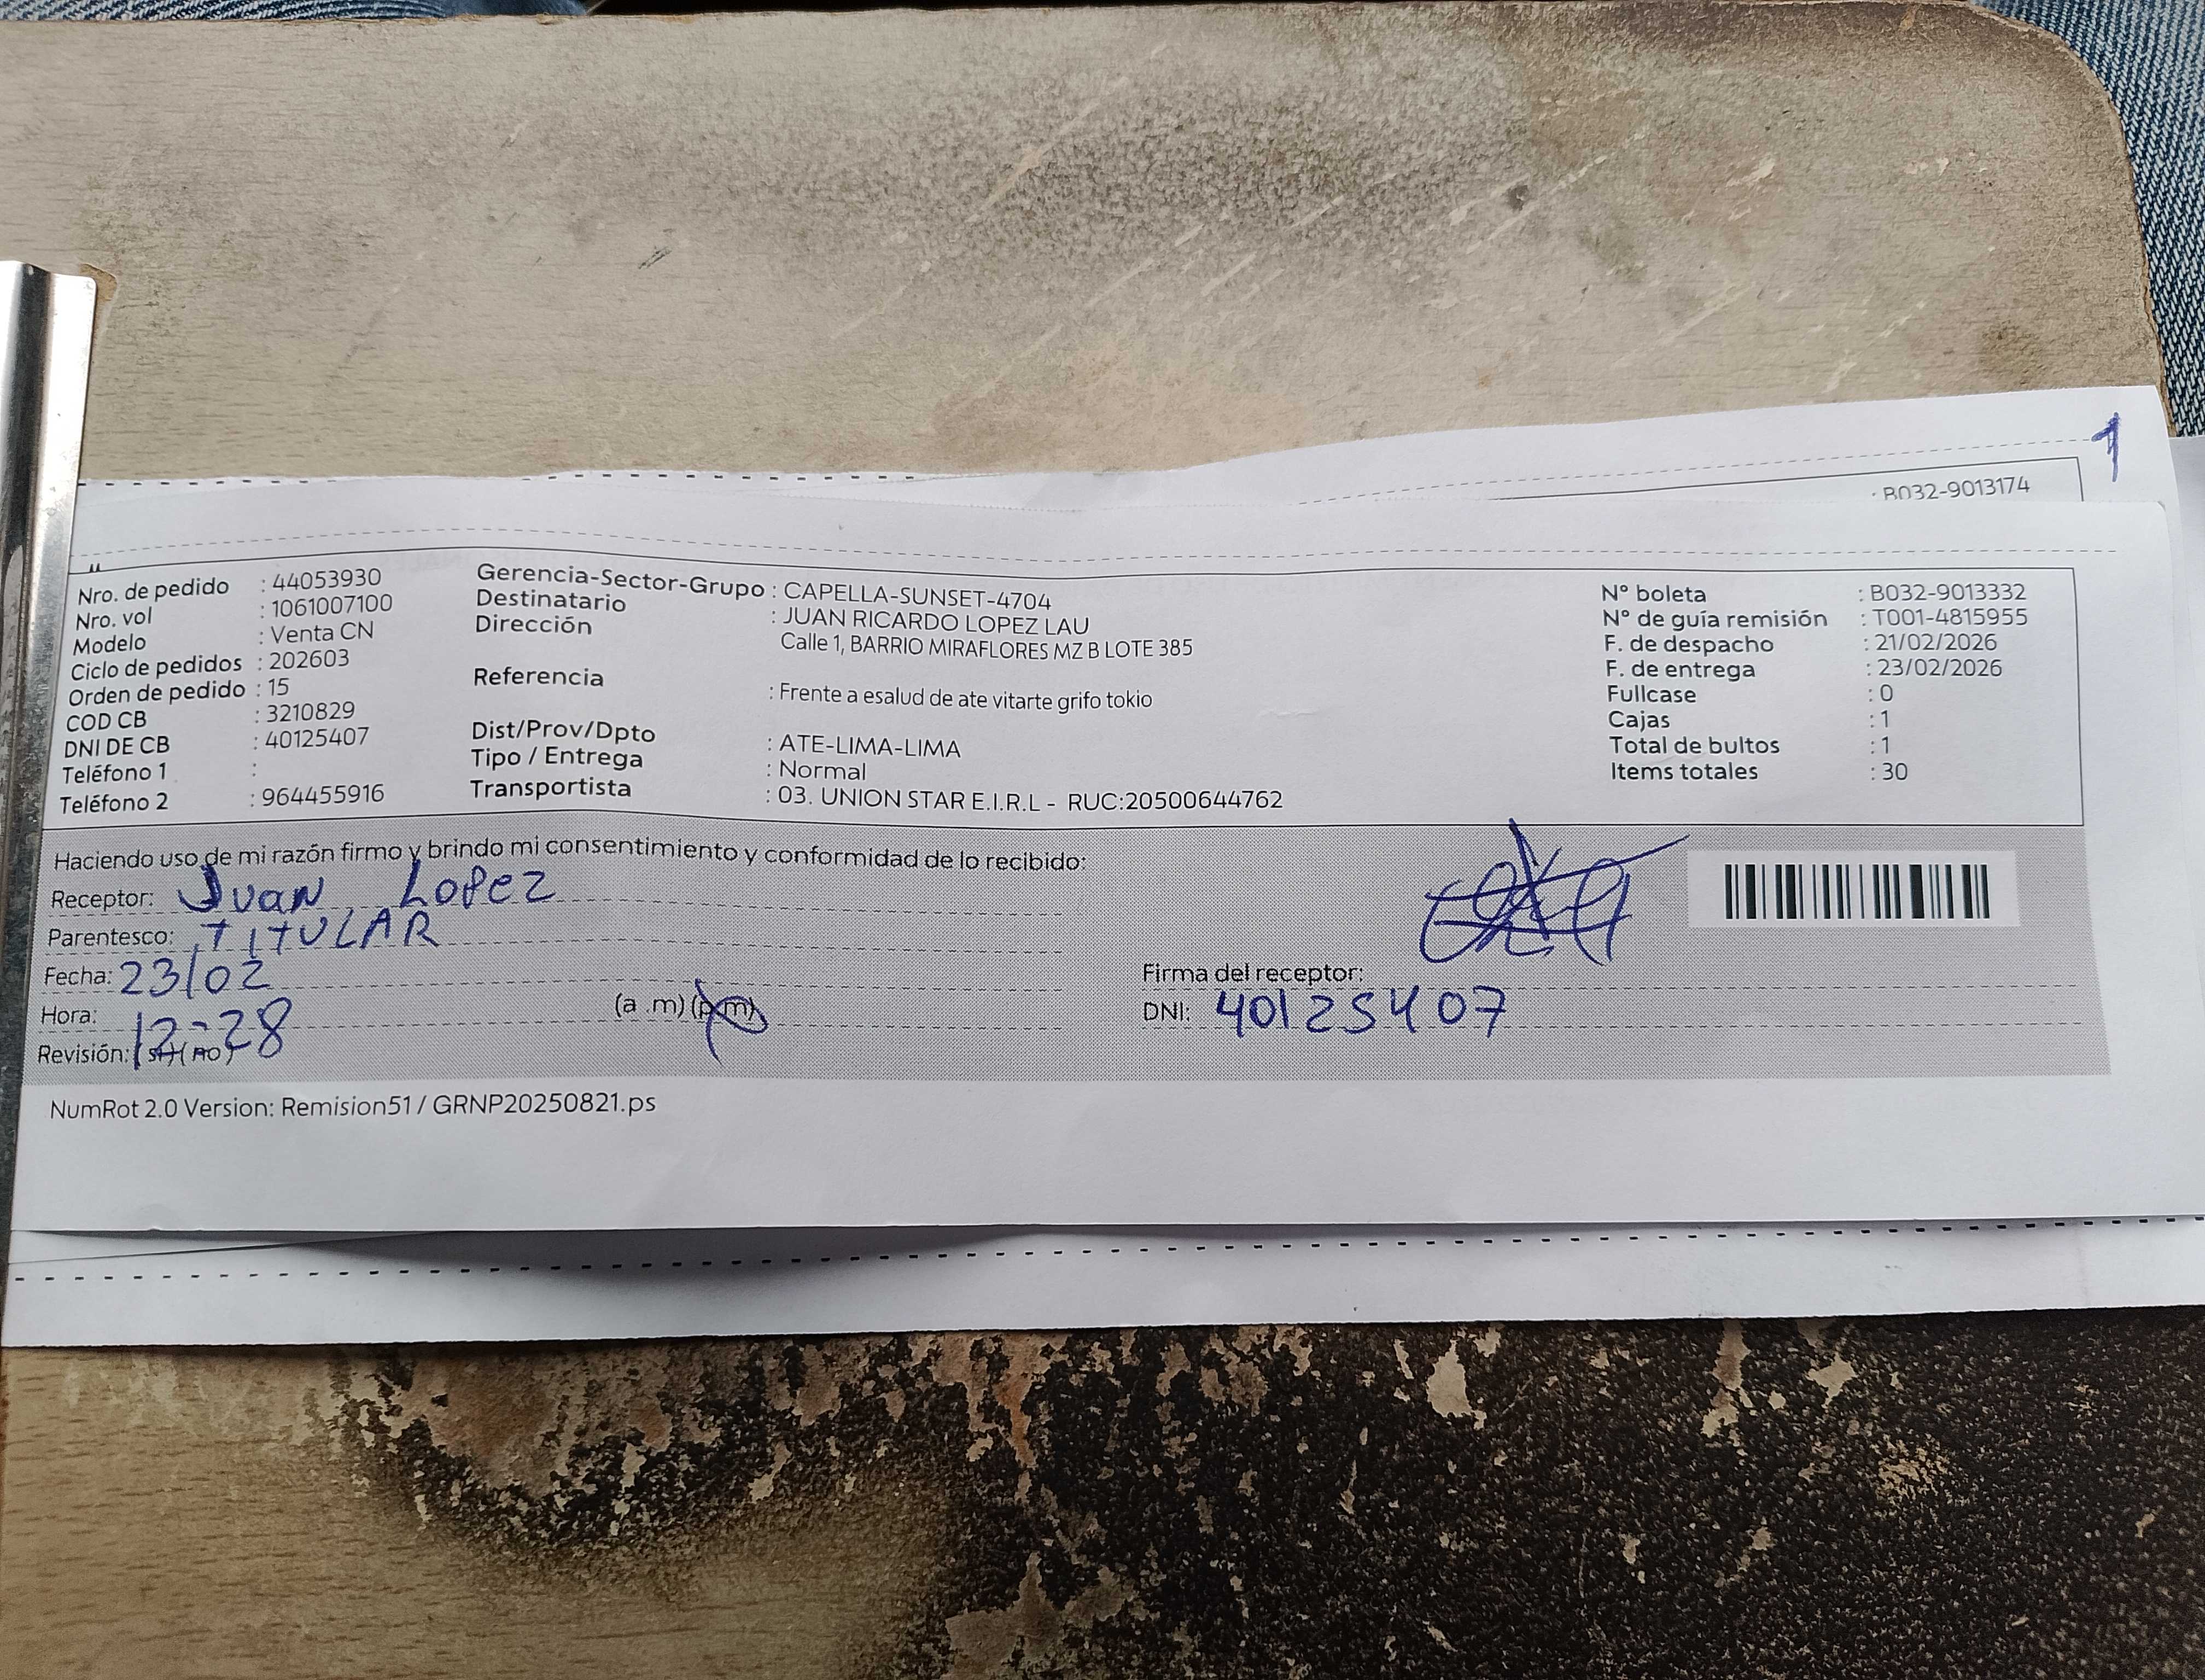 1
: B032-9013174
Nro. de pedido : 44053930
Nro. vol : 1061007100
Modelo : Venta CN
Ciclo de pedidos : 202603
Orden de pedido : 15
COD CB : 3210829
DNI DE CB : 40125407
Teléfono 1 :
Teléfono 2 : 964455916
Gerencia-Sector-Grupo : CAPELLA-SUNSET-4704
Destinatario : JUAN RICARDO LOPEZ LAU
Dirección Calle 1, BARRIO MIRAFLORES MZ B LOTE 385
Referencia : Frente a esalud de ate vitarte grifo tokio
Dist/Prov/Dpto : ATE-LIMA-LIMA
Tipo / Entrega : Normal
Transportista : 03. UNION STAR E.I.R.L - RUC:20500644762
N° boleta : B032-9013332
N° de guía remisión : T001-4815955
F. de despacho : 21/02/2026
F. de entrega : 23/02/2026
Fullcase : 0
Cajas : 1
Total de bultos : 1
Items totales : 30
Haciendo uso de mi razón firmo y brindo mi consentimiento y conformidad de lo recibido:
Receptor: Juan Lopez
Parentesco: TITULAR
Fecha: 23/02
Hora: 12-28 (a .m) (p.m)
Revisión: (SI) (NO)
Firma del receptor:
DNI: 40125407
NumRot 2.0 Version: Remision51 / GRNP20250821.ps